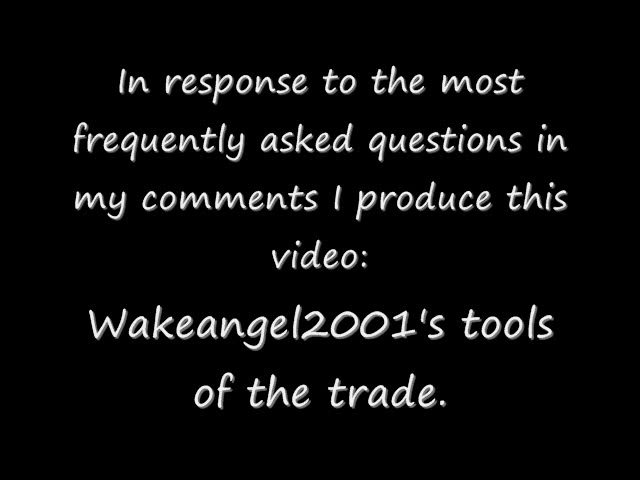 In response to the most
frequently asked questions in
my comments I produce this
video:
Wakeangel2001's tools
of the trade.